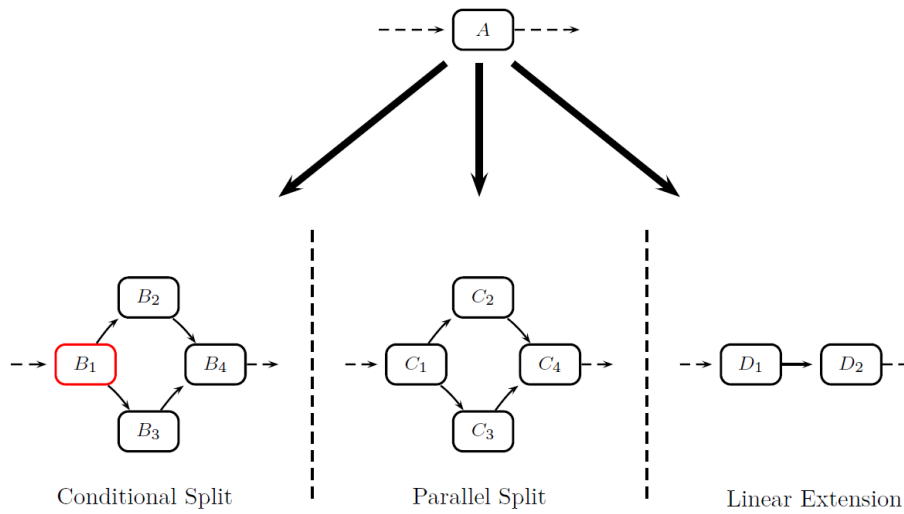 A
B2
C2
B1
B4
C1
C4
D1
D2
B3
C3
Conditional Split
Parallel Split
Linear Extension